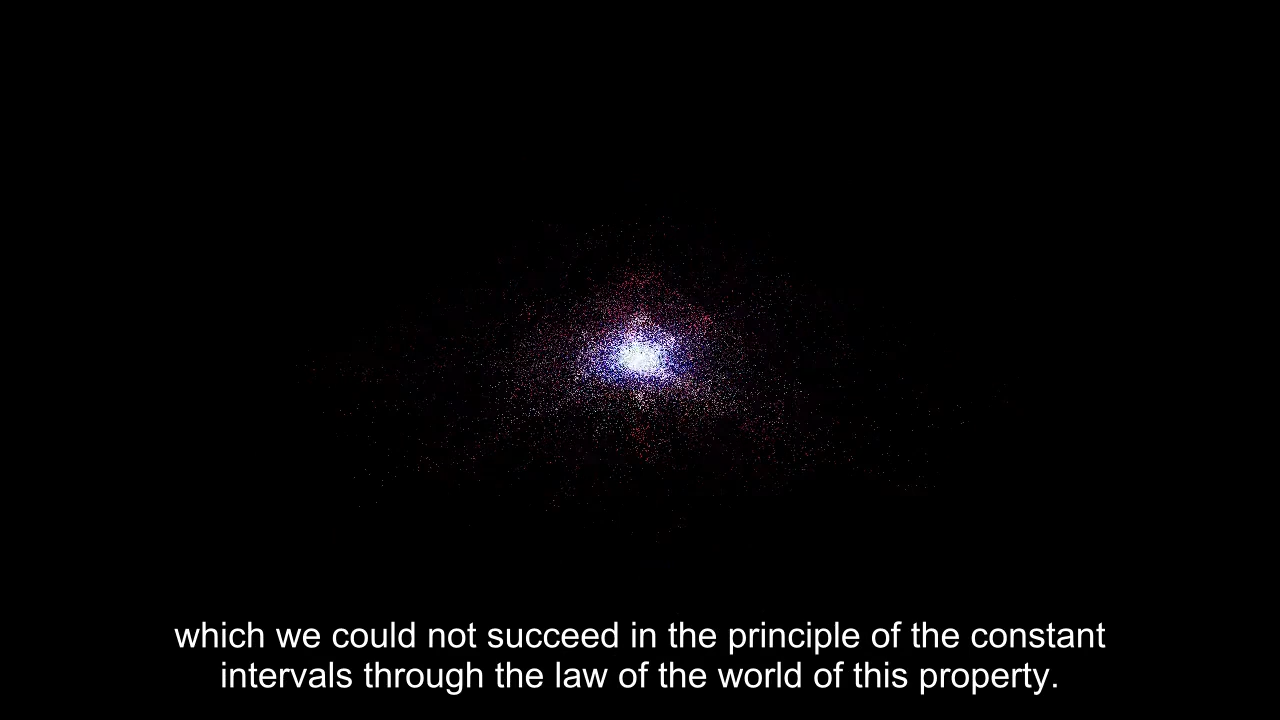 which we could not succeed in the principle of the constant
intervals through the law of the world of this property.